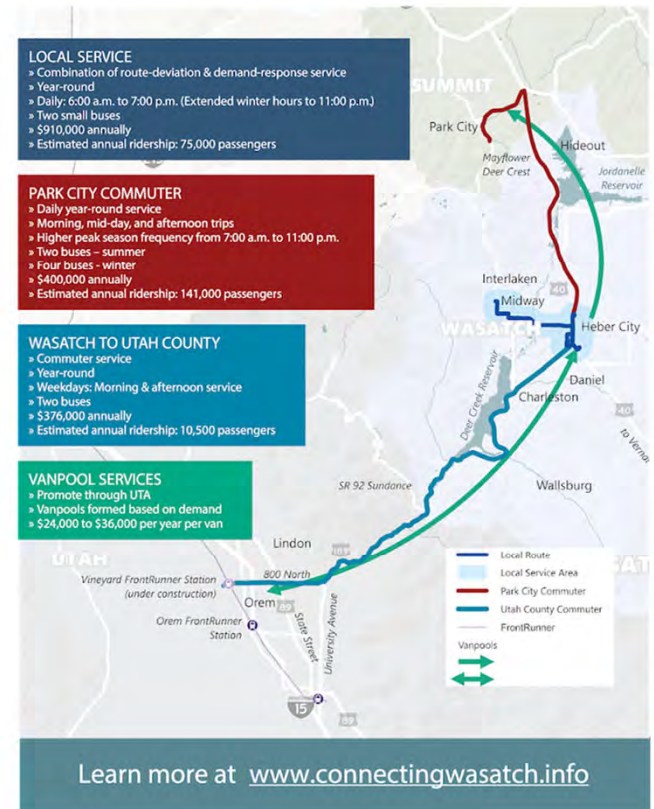 LOCAL SERVICE
» Combination of route-deviation & demand-response service
» Year-round
» Daily: 6:00 a.m. to 7:00 p.m. (Extended winter hours to 11:00 p.m.)
» Two small buses
» $910,000 annually
» Estimated annual ridership: 75,000 passengers
PARK CITY COMMUTER
» Daily year-round service
» Morning, mid-day, and afternoon trips
» Higher peak season frequency from 7:00 a.m. to 11:00 p.m.
» Two buses – summer
» Four buses - winter
» $400,000 annually
» Estimated annual ridership: 141,000 passengers
WASATCH TO UTAH COUNTY
» Commuter service
» Year-round
» Weekdays: Morning & afternoon service
» Two buses
» $376,000 annually
» Estimated annual ridership: 10,500 passengers
VANPOOL SERVICES
» Promote through UTA
» Vanpools formed based on demand
» $24,000 to $36,000 per year per van
SUMMIT
Park City
Hideout
Mayflower
Deer Crest
Jordanelle
Reservoir
Interlaken
40
Midway
WASATCH
Heber City
Daniel
Charleston
40
to Vernal
Deer Creek Reservoir
Wallsburg
SR 92 Sundance
Lindon
189
UTAH
800 North
Vineyard FrontRunner Station
(under construction)
Orem
89
Orem FrontRunner
Station
State Street
University Avenue
15
89
Local Route
Local Service Area
Park City Commuter
Utah County Commuter
FrontRunner
Vanpools
Learn more at www.connectingwasatch.info